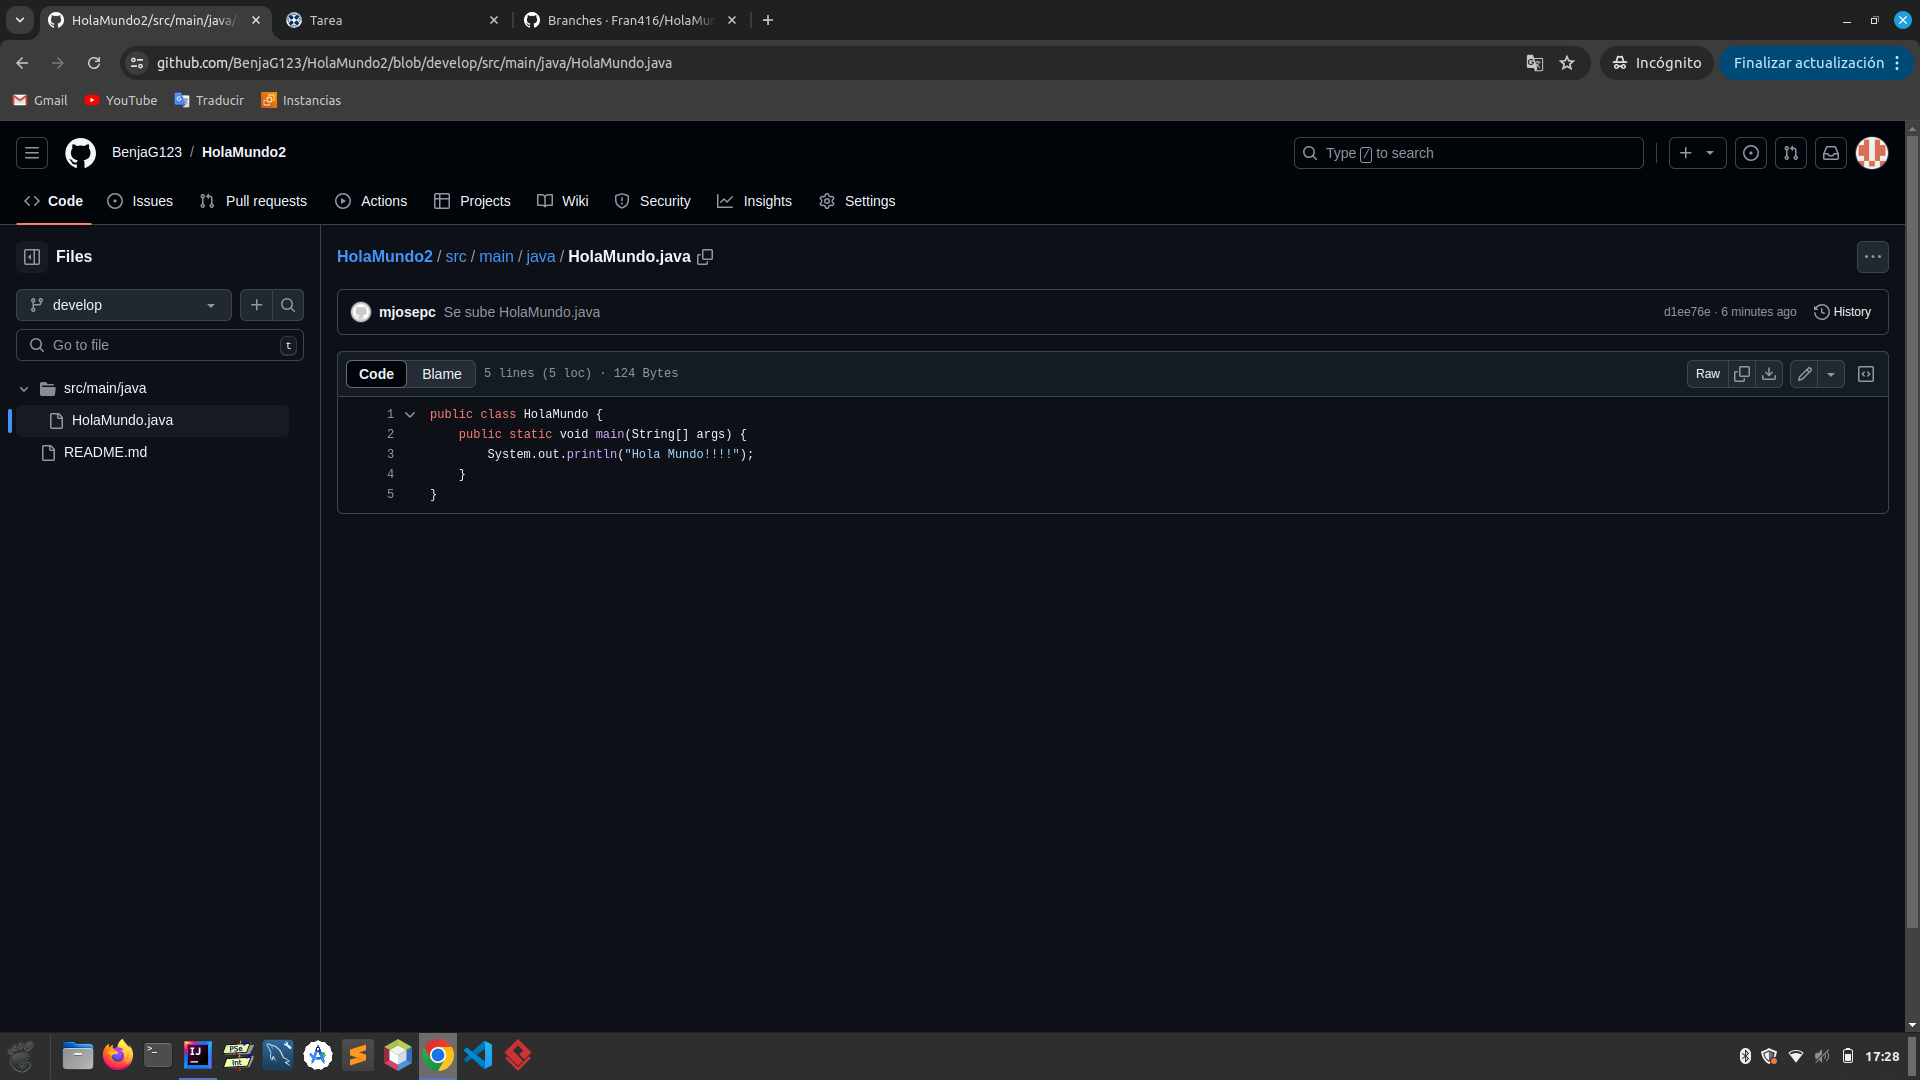 HolaMundo2/src/main/java/
Tarea
Branches · Fran416/HolaMu
github.com/BenjaG123/HolaMundo2/blob/develop/src/main/java/HolaMundo.java
Incógnito
Finalizar actualización
Gmail
YouTube
Traducir
Instancias
BenjaG123 / HolaMundo2
Type / to search
Code
Issues
Pull requests
Actions
Projects
Wiki
Security
Insights
Settings
Files
HolaMundo2 / src / main / java / HolaMundo.java
develop
mjosepc Se sube HolaMundo.java
d1ee76e · 6 minutes ago
History
Go to file
t
Code
Blame
5 lines (5 loc) · 124 Bytes
Raw
src/main/java
HolaMundo.java
README.md
1 public class HolaMundo {
2     public static void main(String[] args) {
3         System.out.println("Hola Mundo!!!!");
4     }
5 }
IJ
PSe
Int
17:28